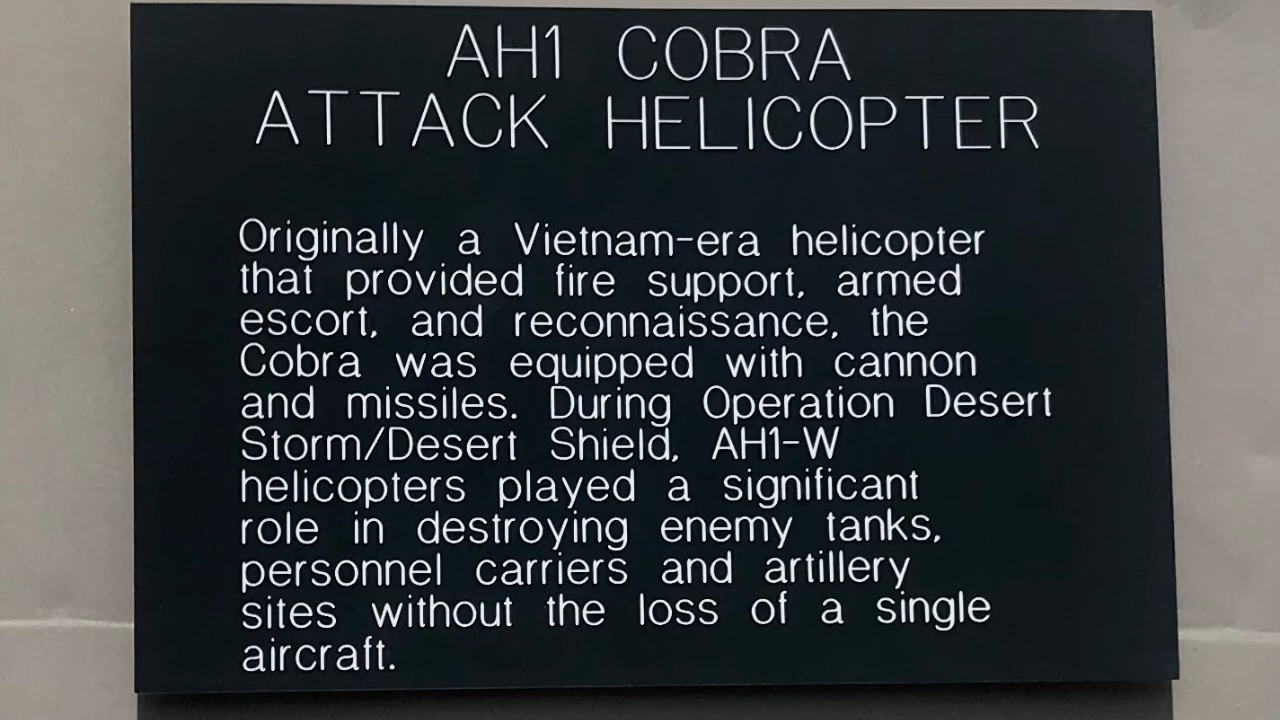 AH1 COBRA
ATTACK HELICOPTER
Originally a Vietnam-era helicopter
that provided fire support, armed
escort, and reconnaissance, the
Cobra was equipped with cannon
and missiles. During Operation Desert
Storm/Desert Shield, AH1-W
helicopters played a significant
role in destroying enemy tanks,
personnel carriers and artillery
sites without the loss of a single
aircraft.